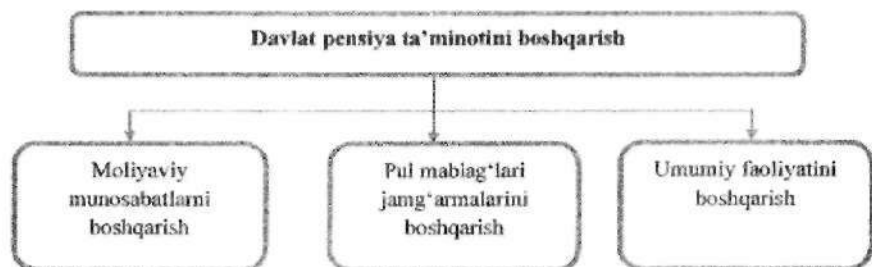 Davlat pensiya ta’minotini boshqarish
Moliyaviy
munosabatlarni
boshqarish
Pul mablag‘lari
jamg‘armalarini
boshqarish
Umumiy faoliyatini
boshqarish